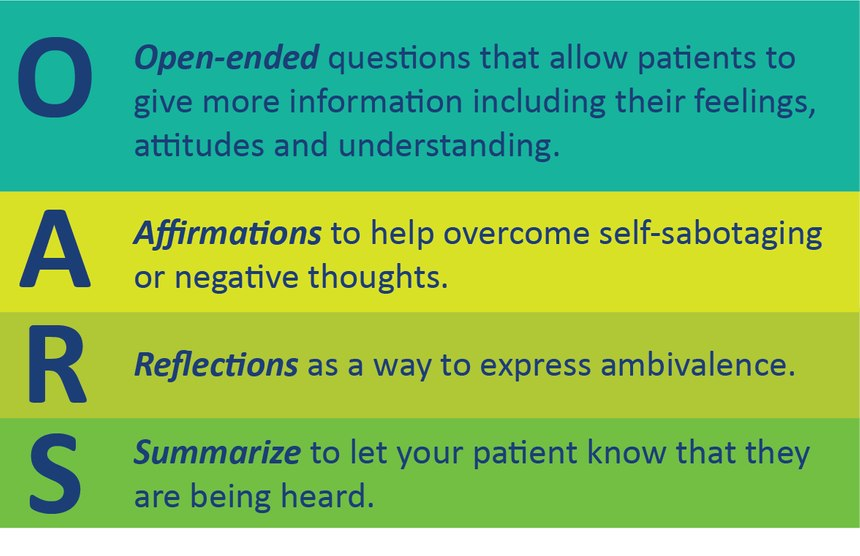 O
Open-ended questions that allow patients to
give more information including their feelings,
attitudes and understanding.
A
Affirmations to help overcome self-sabotaging
or negative thoughts.
R
Reflections as a way to express ambivalence.
S
Summarize to let your patient know that they
are being heard.